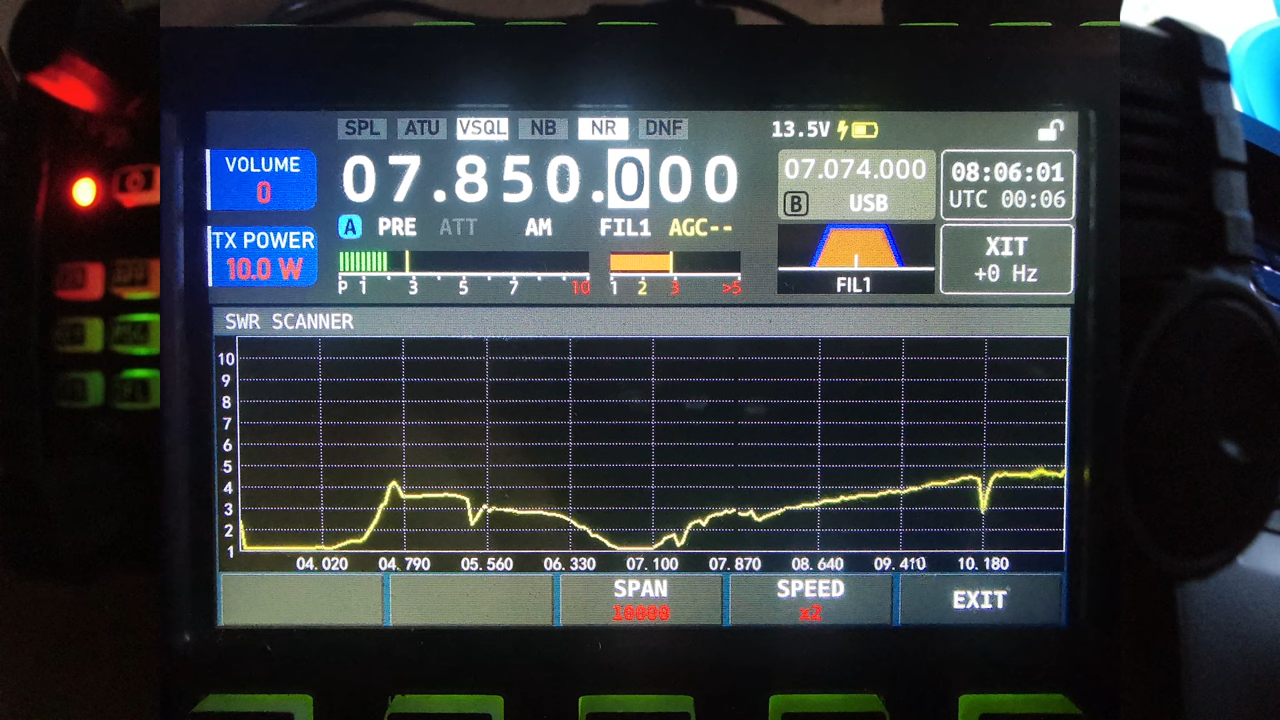 SPL ATU VSQL NB NR DNF
13.5V
VOLUME
0
07.850.000
07.074.000
B USB
08:06:01
UTC 00:06
A PRE ATT AM FIL1 AGC--
TX POWER
10.0 W
P 1 3 5 7 10
1 2 3 >5
FIL1
XIT
+0 Hz
SWR SCANNER
10
9
8
7
6
5
4
3
2
1
04.020 04.790 05.560 06.330 07.100 07.870 08.640 09.410 10.180
SPAN
10000
SPEED
x2
EXIT